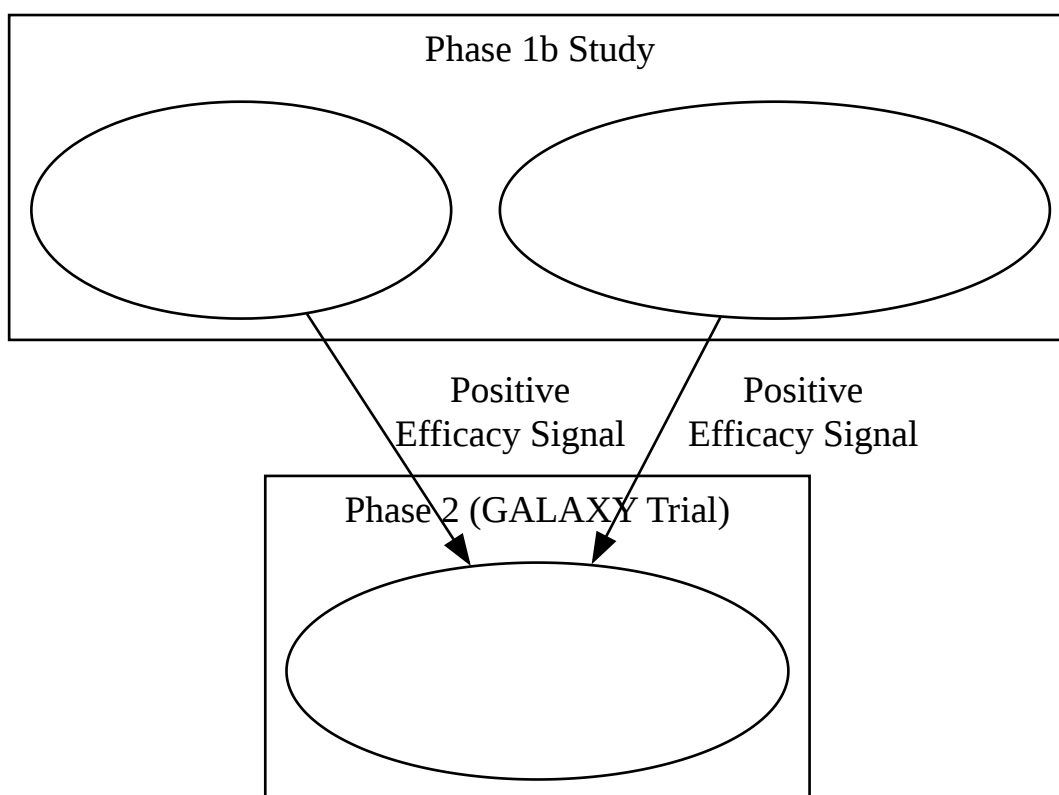 Phase 1b Study
Positive
Efficacy Signal
Positive
Efficacy Signal
Phase 2 (GALAXY Trial)